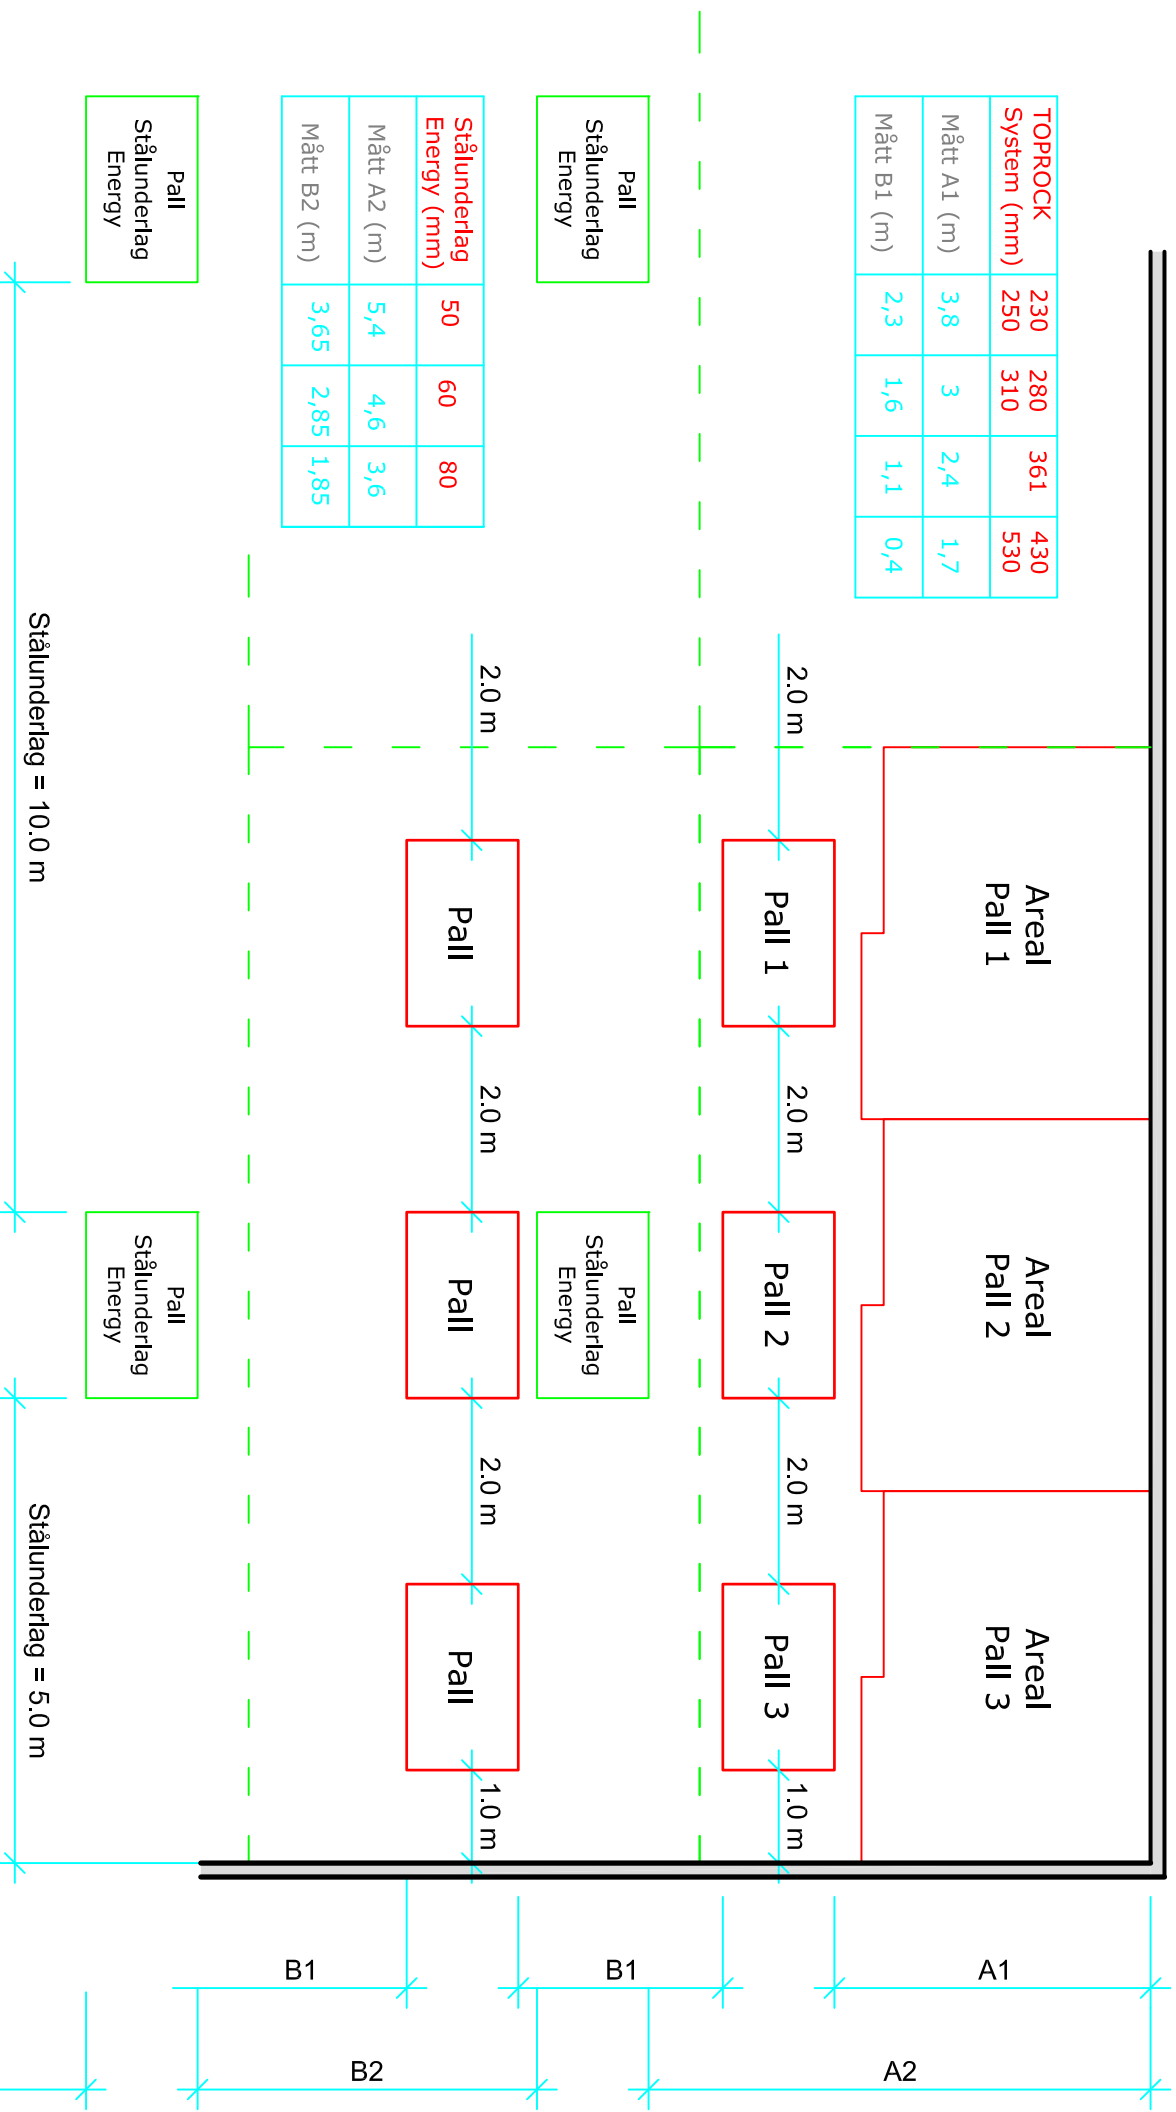 TOPROCK
System (mm)
230
250
280
310
361
430
530
Mått A1 (m)
3,8
3
2,4
1,7
Mått B1 (m)
2,3
1,6
1,1
0,4
Areal
Pall 1
Areal
Pall 2
Areal
Pall 3
2.0 m
Pall 1
2.0 m
Pall 2
2.0 m
Pall 3
1.0 m
Pall
Stålunderlag
Energy
Pall
Stålunderlag
Energy
Stålunderlag
Energy (mm)
50
60
80
Mått A2 (m)
5,4
4,6
3,6
Mått B2 (m)
3,65
2,85
1,85
2.0 m
Pall
2.0 m
Pall
2.0 m
Pall
1.0 m
Pall
Stålunderlag
Energy
Pall
Stålunderlag
Energy
Stålunderlag = 10.0 m
Stålunderlag = 5.0 m
A1
B1
B1
A2
B2